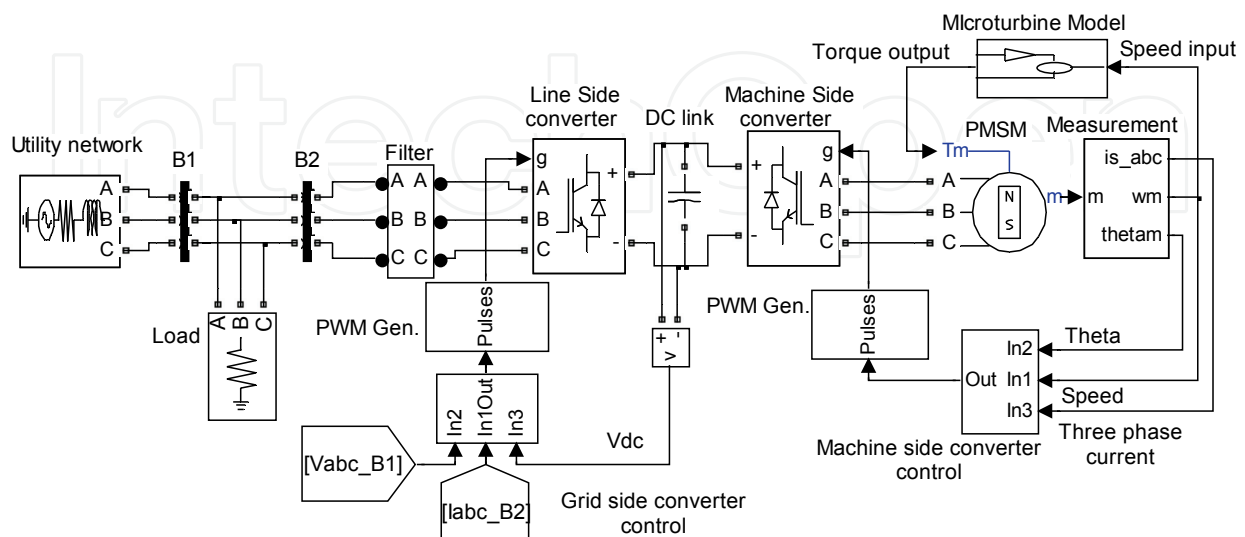 MIcroturbine Model
Torque output
Speed input
Line Side
converter
DC link
Machine Side
converter
PMSM
Measurement
Utility network
B1
B2
Filter
g
+
A
B
C
-
+
-
g
A
B
C
Tm
A
B
C
N
S
m
m
is_abc
wm
thetam
A
B
C
A A
B B
C C
A B C
Load
PWM Gen.
Pulses
+
-
v
PWM Gen.
Pulses
In2
In1Out
In3
Vdc
[Vabc_B1]
[Iabc_B2]
Grid side converter
control
Out
In2
In1
In3
Theta
Speed
Three phase
current
Machine side converter
control
IntechOpen